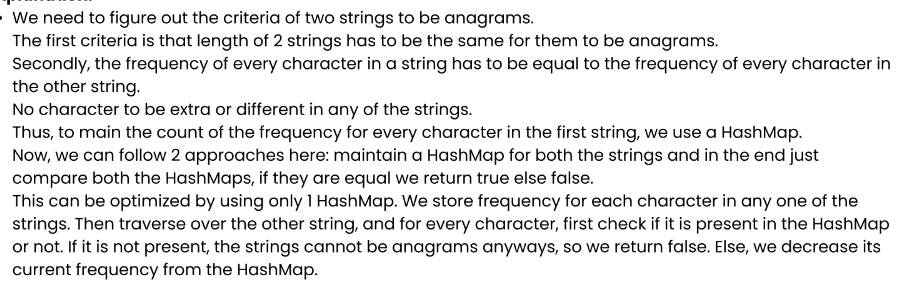 • We need to figure out the criteria of two strings to be anagrams.
The first criteria is that length of 2 strings has to be the same for them to be anagrams.
Secondly, the frequency of every character in a string has to be equal to the frequency of every character in
the other string.
No character to be extra or different in any of the strings.
Thus, to main the count of the frequency for every character in the first string, we use a HashMap.
Now, we can follow 2 approaches here: maintain a HashMap for both the strings and in the end just
compare both the HashMaps, if they are equal we return true else false.
This can be optimized by using only 1 HashMap. We store frequency for each character in any one of the
strings. Then traverse over the other string, and for every character, first check if it is present in the HashMap
or not. If it is not present, the strings cannot be anagrams anyways, so we return false. Else, we decrease its
current frequency from the HashMap.